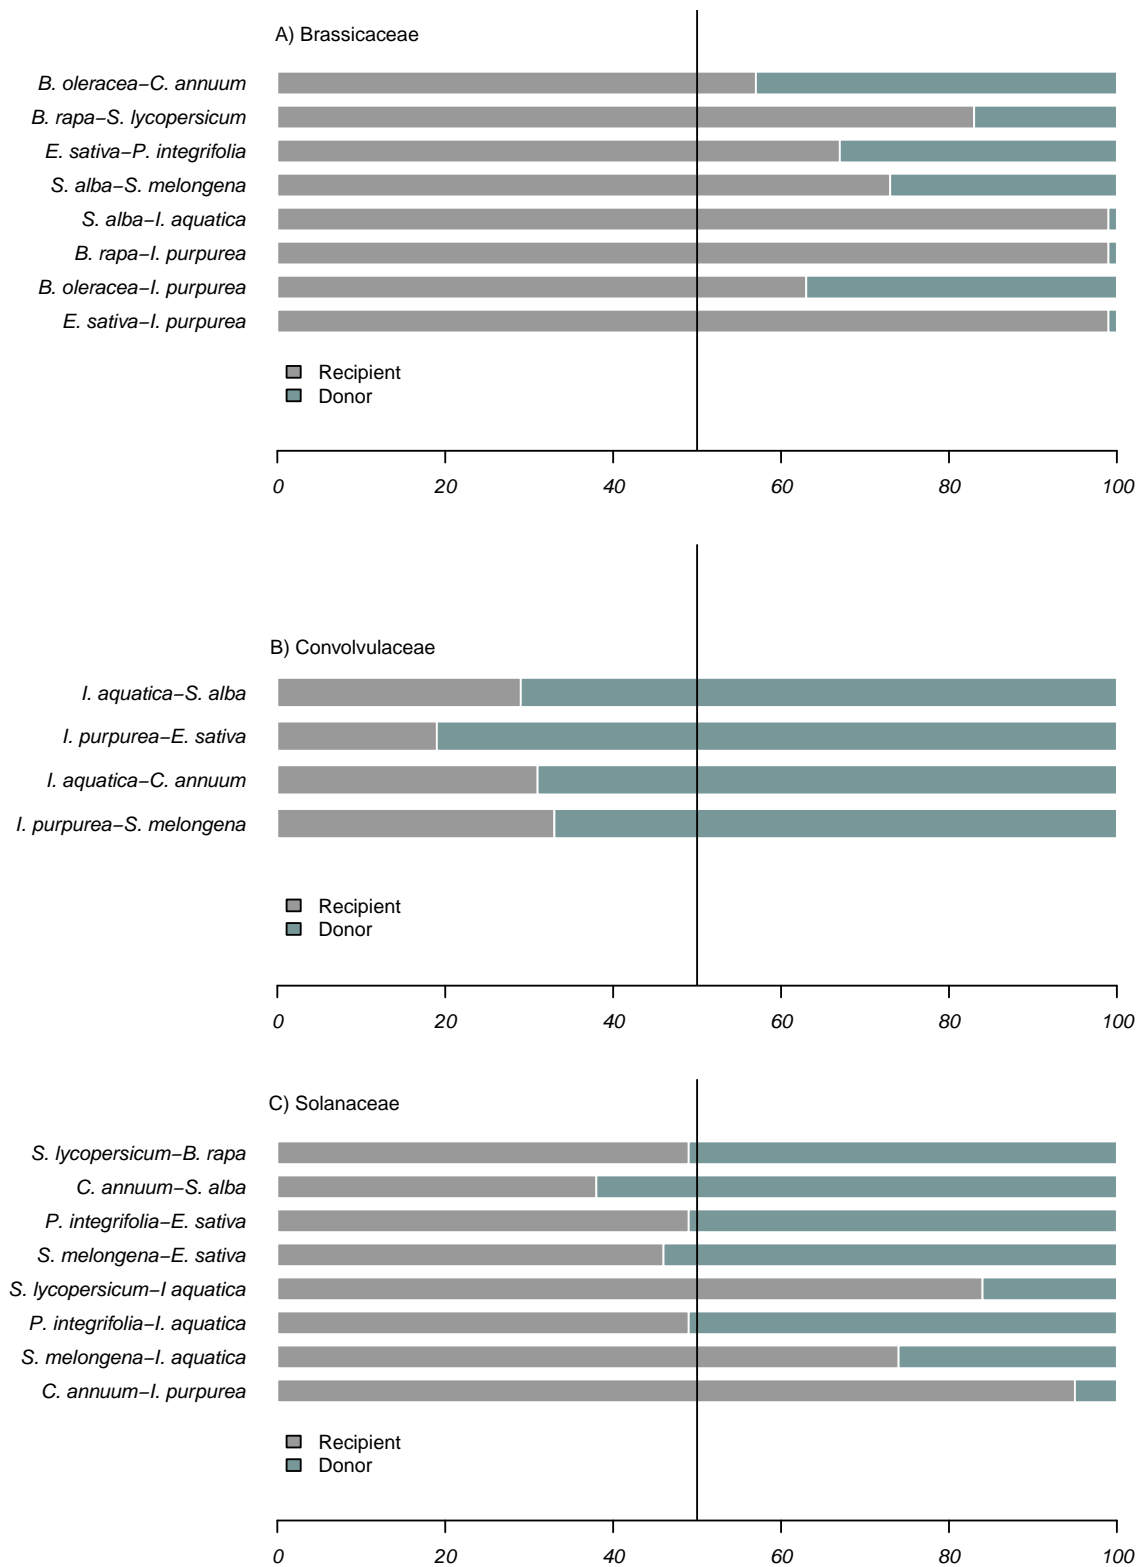 A) Brassicaceae
B. oleracea−C. annuum
B. rapa−S. lycopersicum
E. sativa−P. integrifolia
S. alba−S. melongena
S. alba−I. aquatica
B. rapa−I. purpurea
B. oleracea−I. purpurea
E. sativa−I. purpurea
Recipient
Donor
0 20 40 60 80 100
B) Convolvulaceae
I. aquatica−S. alba
I. purpurea−E. sativa
I. aquatica−C. annuum
I. purpurea−S. melongena
Recipient
Donor
0 20 40 60 80 100
C) Solanaceae
S. lycopersicum−B. rapa
C. annuum−S. alba
P. integrifolia−E. sativa
S. melongena−E. sativa
S. lycopersicum−I aquatica
P. integrifolia−I. aquatica
S. melongena−I. aquatica
C. annuum−I. purpurea
Recipient
Donor
0 20 40 60 80 100